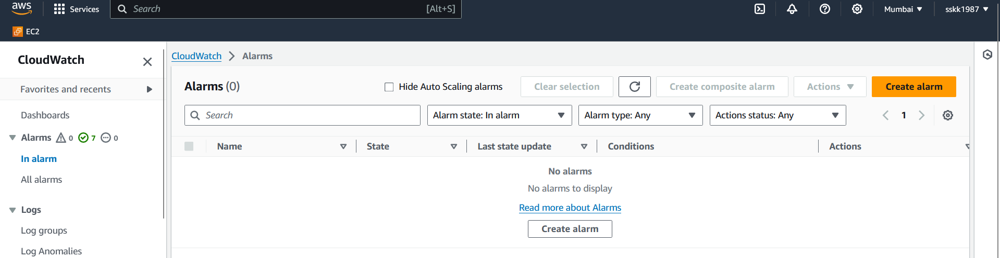 aws Services Search [Alt+S] Mumbai sskk1987
EC2
CloudWatch
Favorites and recents
Dashboards
Alarms 0 7 0
In alarm
All alarms
Logs
Log groups
Log Anomalies
CloudWatch Alarms
Alarms (0) Hide Auto Scaling alarms Clear selection Create composite alarm Actions Create alarm
Search Alarm state: In alarm Alarm type: Any Actions status: Any 1
Name State Last state update Conditions Actions
No alarms
No alarms to display
Read more about Alarms
Create alarm